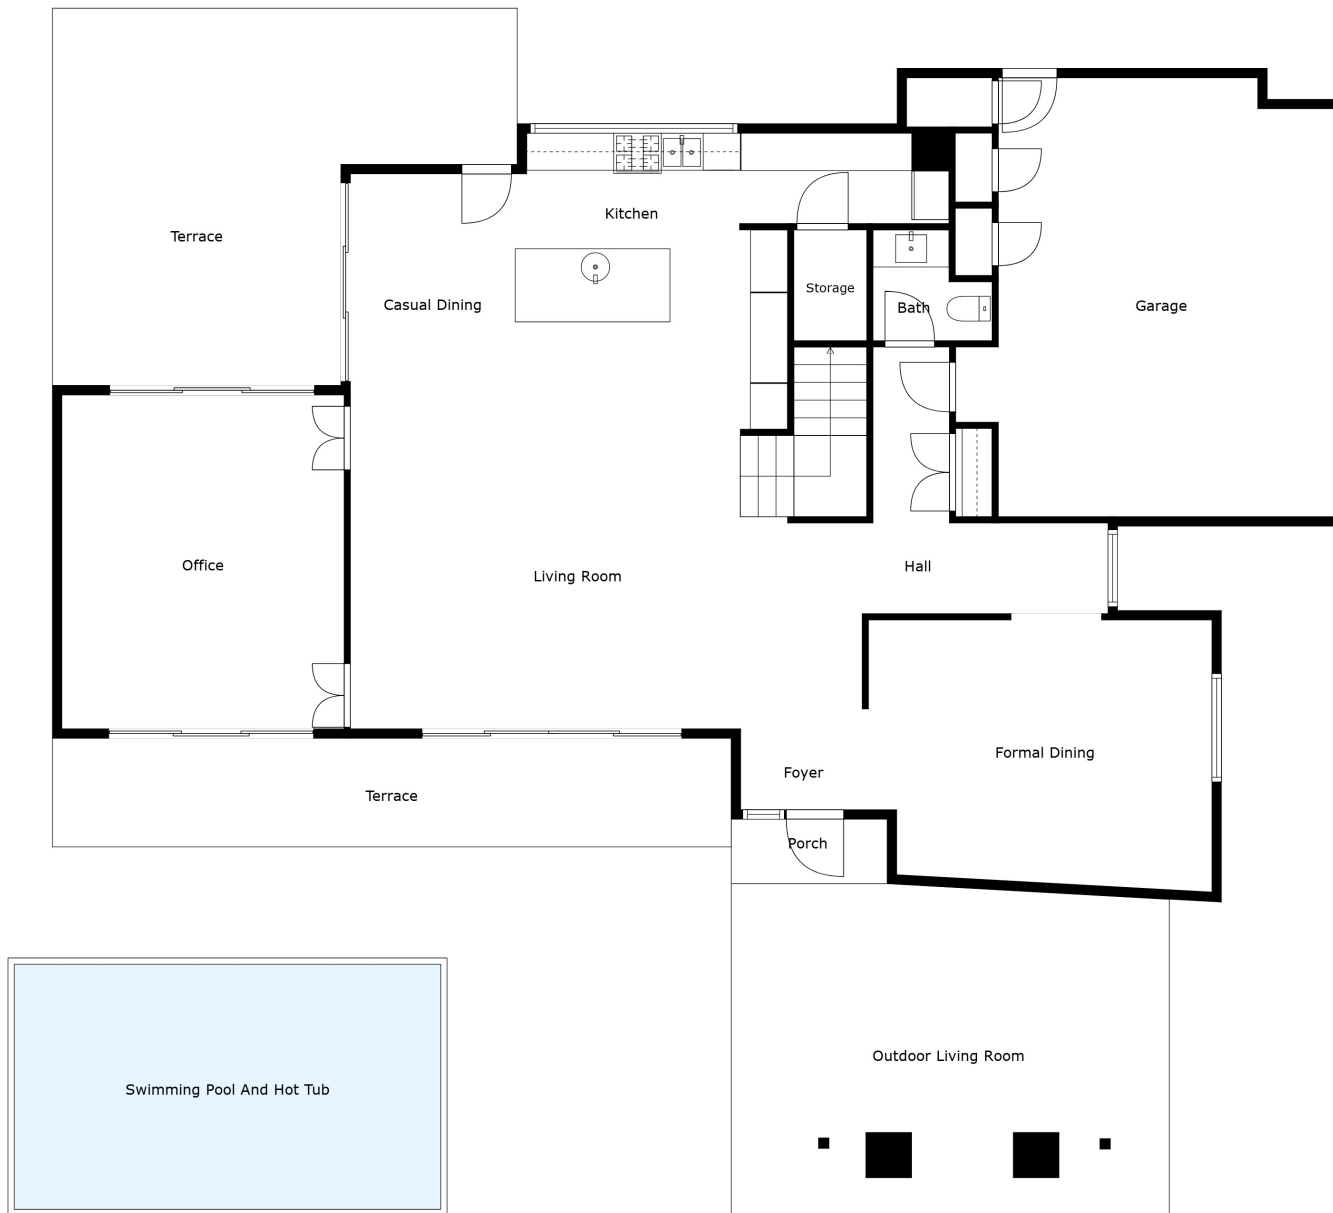 Kitchen
Terrace
Storage
Casual Dining
Bath
Garage
Office
Living Room
Hall
Formal Dining
Foyer
Terrace
Porch
Outdoor Living Room
Swimming Pool And Hot Tub